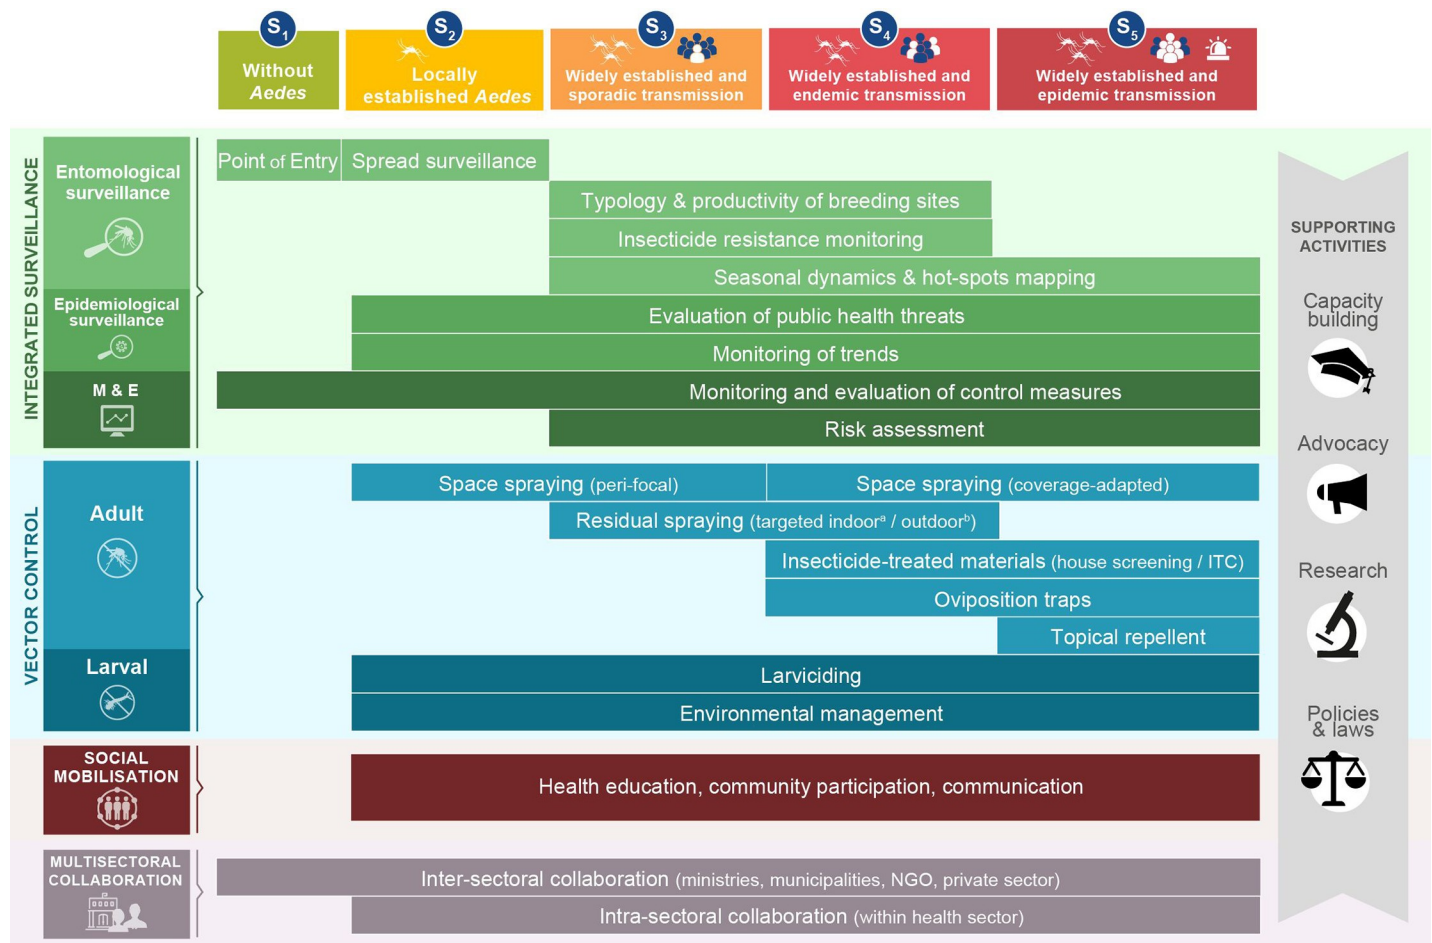 S1
S2
S3
S4
S5
Without
Aedes
Locally
established Aedes
Widely established and
sporadic transmission
Widely established and
endemic transmission
Widely established and
epidemic transmission
INTEGRATED SURVEILLANCE
Entomological
surveillance
Point of Entry
Spread surveillance
Typology & productivity of breeding sites
Insecticide resistance monitoring
Seasonal dynamics & hot-spots mapping
Epidemiological
surveillance
Evaluation of public health threats
Monitoring of trends
M & E
Monitoring and evaluation of control measures
Risk assessment
VECTOR CONTROL
Adult
Space spraying (peri-focal)
Space spraying (coverage-adapted)
Residual spraying (targeted indoorᵃ / outdoorᵇ)
Insecticide-treated materials (house screening / ITC)
Oviposition traps
Topical repellent
Larval
Larviciding
Environmental management
SOCIAL
MOBILISATION
Health education, community participation, communication
MULTISECTORAL
COLLABORATION
Inter-sectoral collaboration (ministries, municipalities, NGO, private sector)
Intra-sectoral collaboration (within health sector)
SUPPORTING
ACTIVITIES
Capacity
building
Advocacy
Research
Policies
& laws